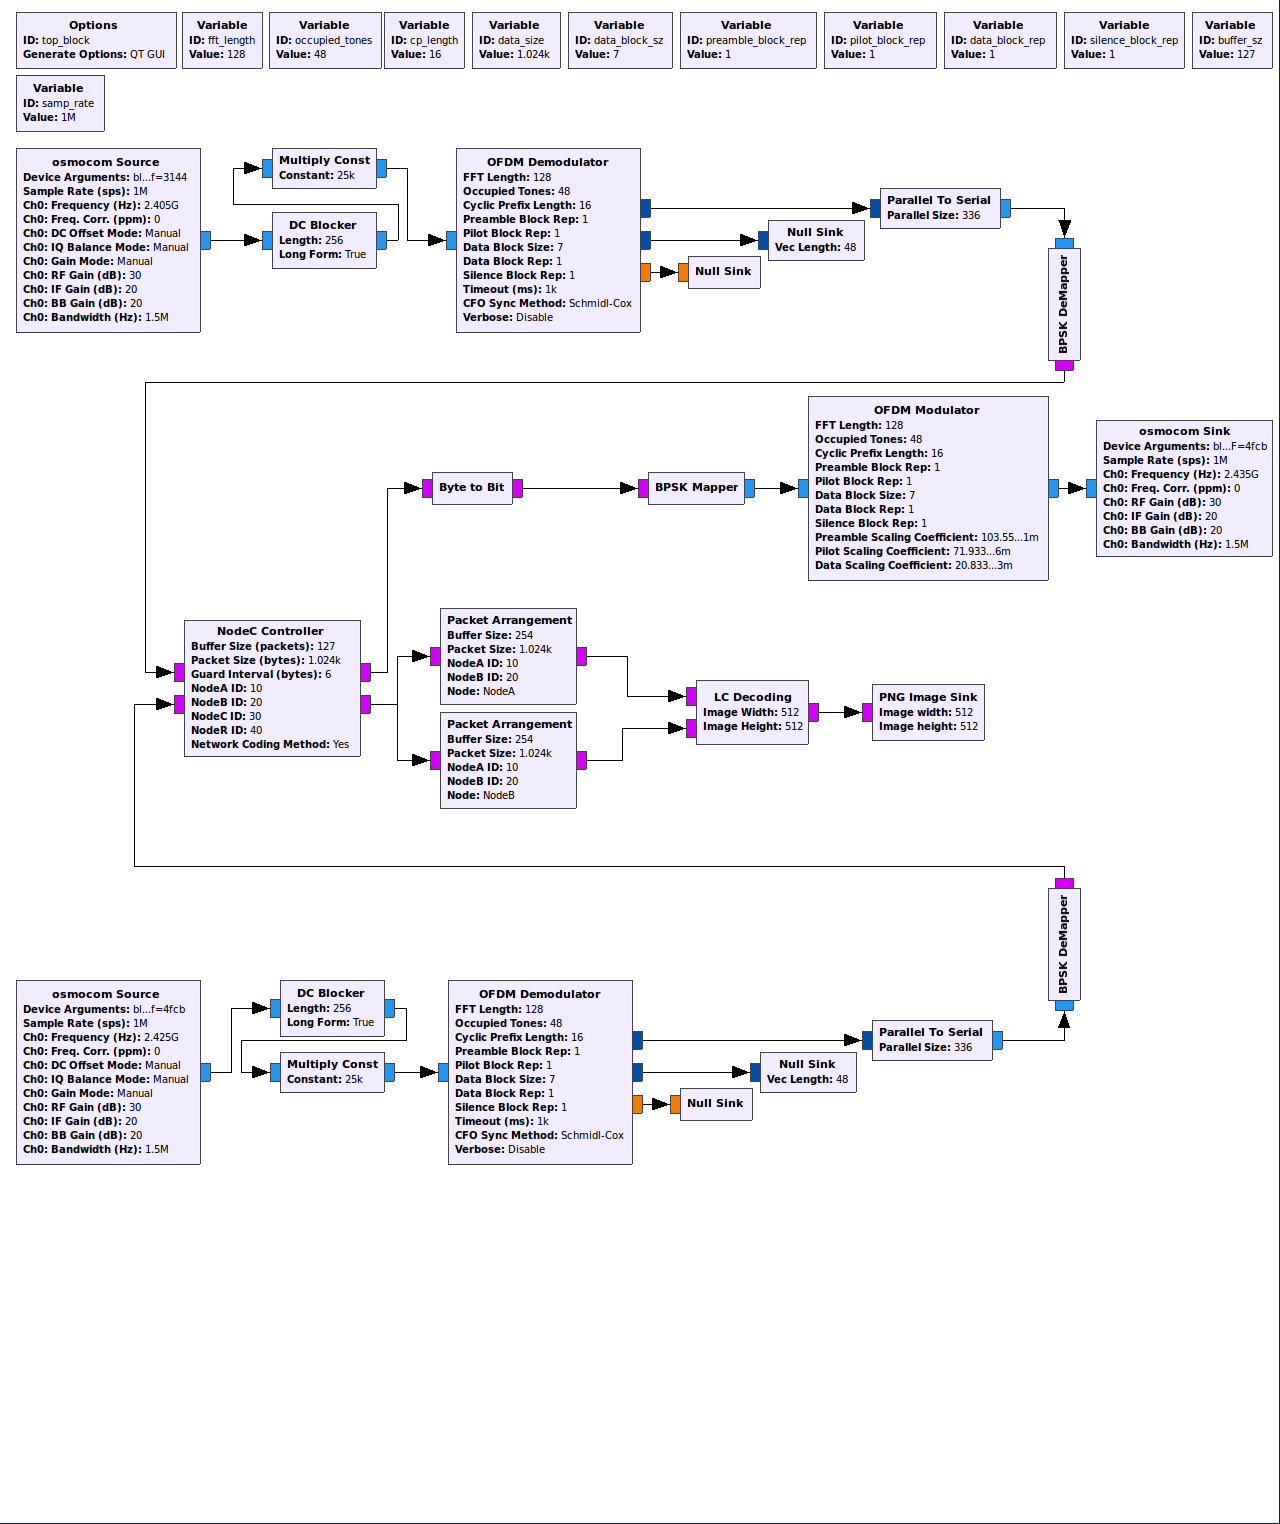 Options
ID: top_block
Generate Options: QT GUI
Variable
ID: fft_length
Value: 128
Variable
ID: occupied_tones
Value: 48
Variable
ID: cp_length
Value: 16
Variable
ID: data_size
Value: 1.024k
Variable
ID: data_block_sz
Value: 7
Variable
ID: preamble_block_rep
Value: 1
Variable
ID: pilot_block_rep
Value: 1
Variable
ID: data_block_rep
Value: 1
Variable
ID: silence_block_rep
Value: 1
Variable
ID: buffer_sz
Value: 127
Variable
ID: samp_rate
Value: 1M
osmocom Source
Device Arguments: bl...f=3144
Sample Rate (sps): 1M
Ch0: Frequency (Hz): 2.405G
Ch0: Freq. Corr. (ppm): 0
Ch0: DC Offset Mode: Manual
Ch0: IQ Balance Mode: Manual
Ch0: Gain Mode: Manual
Ch0: RF Gain (dB): 30
Ch0: IF Gain (dB): 20
Ch0: BB Gain (dB): 20
Ch0: Bandwidth (Hz): 1.5M
Multiply Const
Constant: 25k
DC Blocker
Length: 256
Long Form: True
OFDM Demodulator
FFT Length: 128
Occupied Tones: 48
Cyclic Prefix Length: 16
Preamble Block Rep: 1
Pilot Block Rep: 1
Data Block Size: 7
Data Block Rep: 1
Silence Block Rep: 1
Timeout (ms): 1k
CFO Sync Method: Schmidl-Cox
Verbose: Disable
Parallel To Serial
Parallel Size: 336
Null Sink
Vec Length: 48
Null Sink
BPSK DeMapper
OFDM Modulator
FFT Length: 128
Occupied Tones: 48
Cyclic Prefix Length: 16
Preamble Block Rep: 1
Pilot Block Rep: 1
Data Block Size: 7
Data Block Rep: 1
Silence Block Rep: 1
Preamble Scaling Coefficient: 103.55...1m
Pilot Scaling Coefficient: 71.933...6m
Data Scaling Coefficient: 20.833...3m
osmocom Sink
Device Arguments: bl...F=4fcb
Sample Rate (sps): 1M
Ch0: Frequency (Hz): 2.435G
Ch0: Freq. Corr. (ppm): 0
Ch0: RF Gain (dB): 30
Ch0: IF Gain (dB): 20
Ch0: BB Gain (dB): 20
Ch0: Bandwidth (Hz): 1.5M
Byte to Bit
BPSK Mapper
NodeC Controller
Buffer Size (packets): 127
Packet Size (bytes): 1.024k
Guard Interval (bytes): 6
NodeA ID: 10
NodeB ID: 20
NodeC ID: 30
NodeR ID: 40
Network Coding Method: Yes
Packet Arrangement
Buffer Size: 254
Packet Size: 1.024k
NodeA ID: 10
NodeB ID: 20
Node: NodeA
Packet Arrangement
Buffer Size: 254
Packet Size: 1.024k
NodeA ID: 10
NodeB ID: 20
Node: NodeB
LC Decoding
Image Width: 512
Image Height: 512
PNG Image Sink
Image width: 512
Image height: 512
BPSK DeMapper
osmocom Source
Device Arguments: bl...f=4fcb
Sample Rate (sps): 1M
Ch0: Frequency (Hz): 2.425G
Ch0: Freq. Corr. (ppm): 0
Ch0: DC Offset Mode: Manual
Ch0: IQ Balance Mode: Manual
Ch0: Gain Mode: Manual
Ch0: RF Gain (dB): 30
Ch0: IF Gain (dB): 20
Ch0: BB Gain (dB): 20
Ch0: Bandwidth (Hz): 1.5M
DC Blocker
Length: 256
Long Form: True
Multiply Const
Constant: 25k
OFDM Demodulator
FFT Length: 128
Occupied Tones: 48
Cyclic Prefix Length: 16
Preamble Block Rep: 1
Pilot Block Rep: 1
Data Block Size: 7
Data Block Rep: 1
Silence Block Rep: 1
Timeout (ms): 1k
CFO Sync Method: Schmidl-Cox
Verbose: Disable
Parallel To Serial
Parallel Size: 336
Null Sink
Vec Length: 48
Null Sink